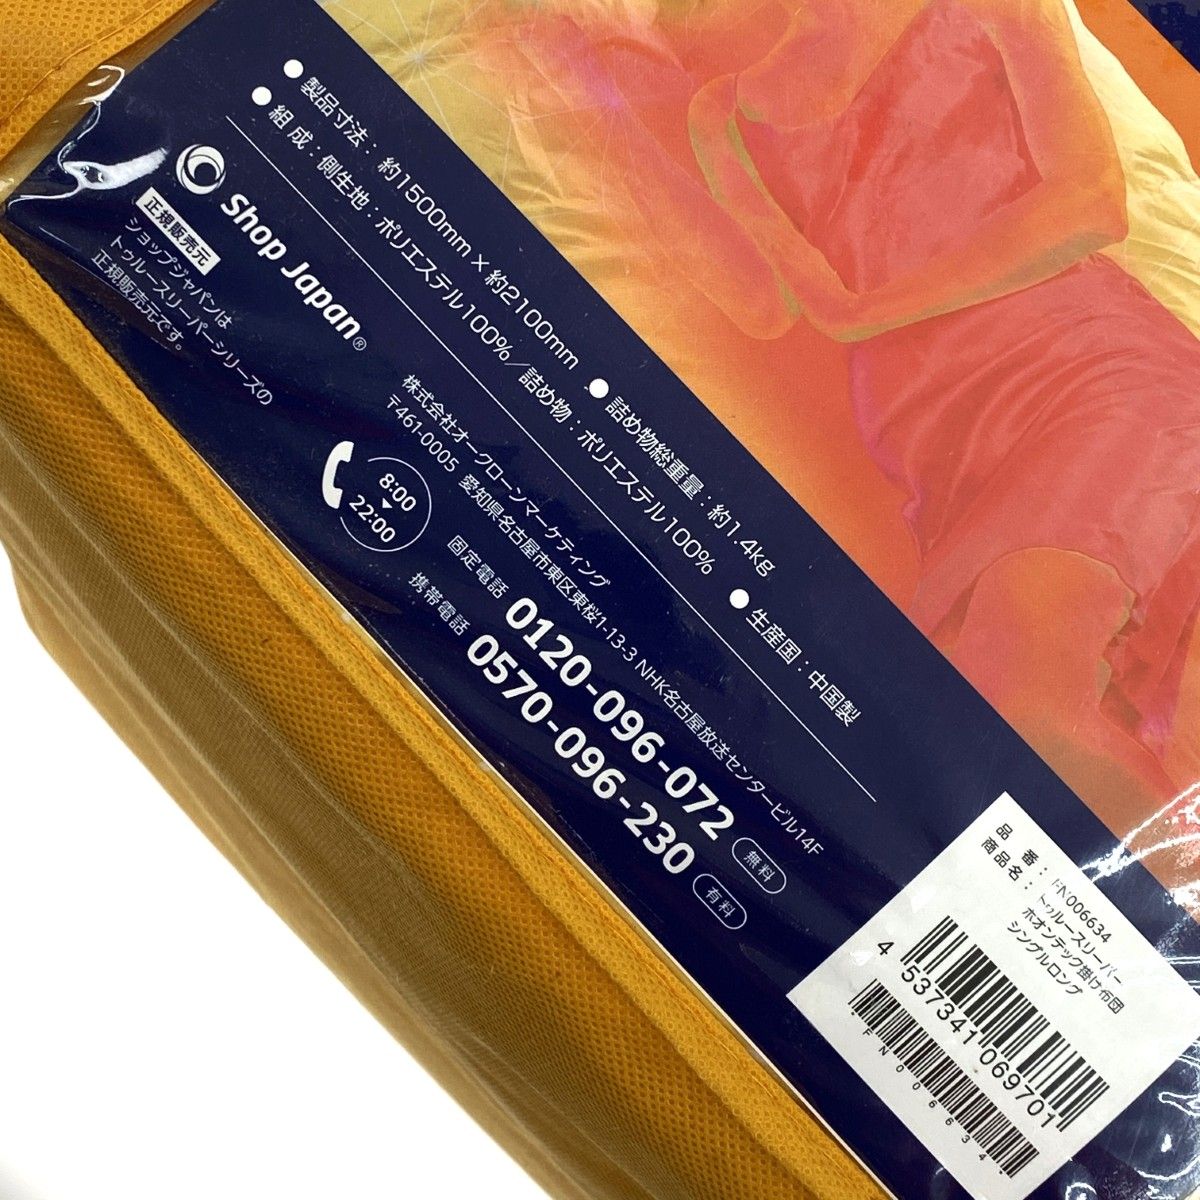 ●製品寸法：約1500mm×約2100mm ●詰め物総重量：約1.4kg
●組成：側生地：ポリエステル100%／詰め物：ポリエステル100% ●生産国：中国製
Shop Japan®
正規販売元
ショップジャパンは
トゥルースリーパーシリーズの
正規販売元です。
株式会社オークローンマーケティング
〒461-0005 愛知県名古屋市東区東桜1-13-3 NHK名古屋放送センタービル14F
8:00
22:00
固定電話 0120-096-072 無料
携帯電話 0570-096-230 有料
品 番：FN006634
商品名：トゥルースリーパー
ホオンテック掛け布団
シングルロング
4 537341 069701
*FN006634*